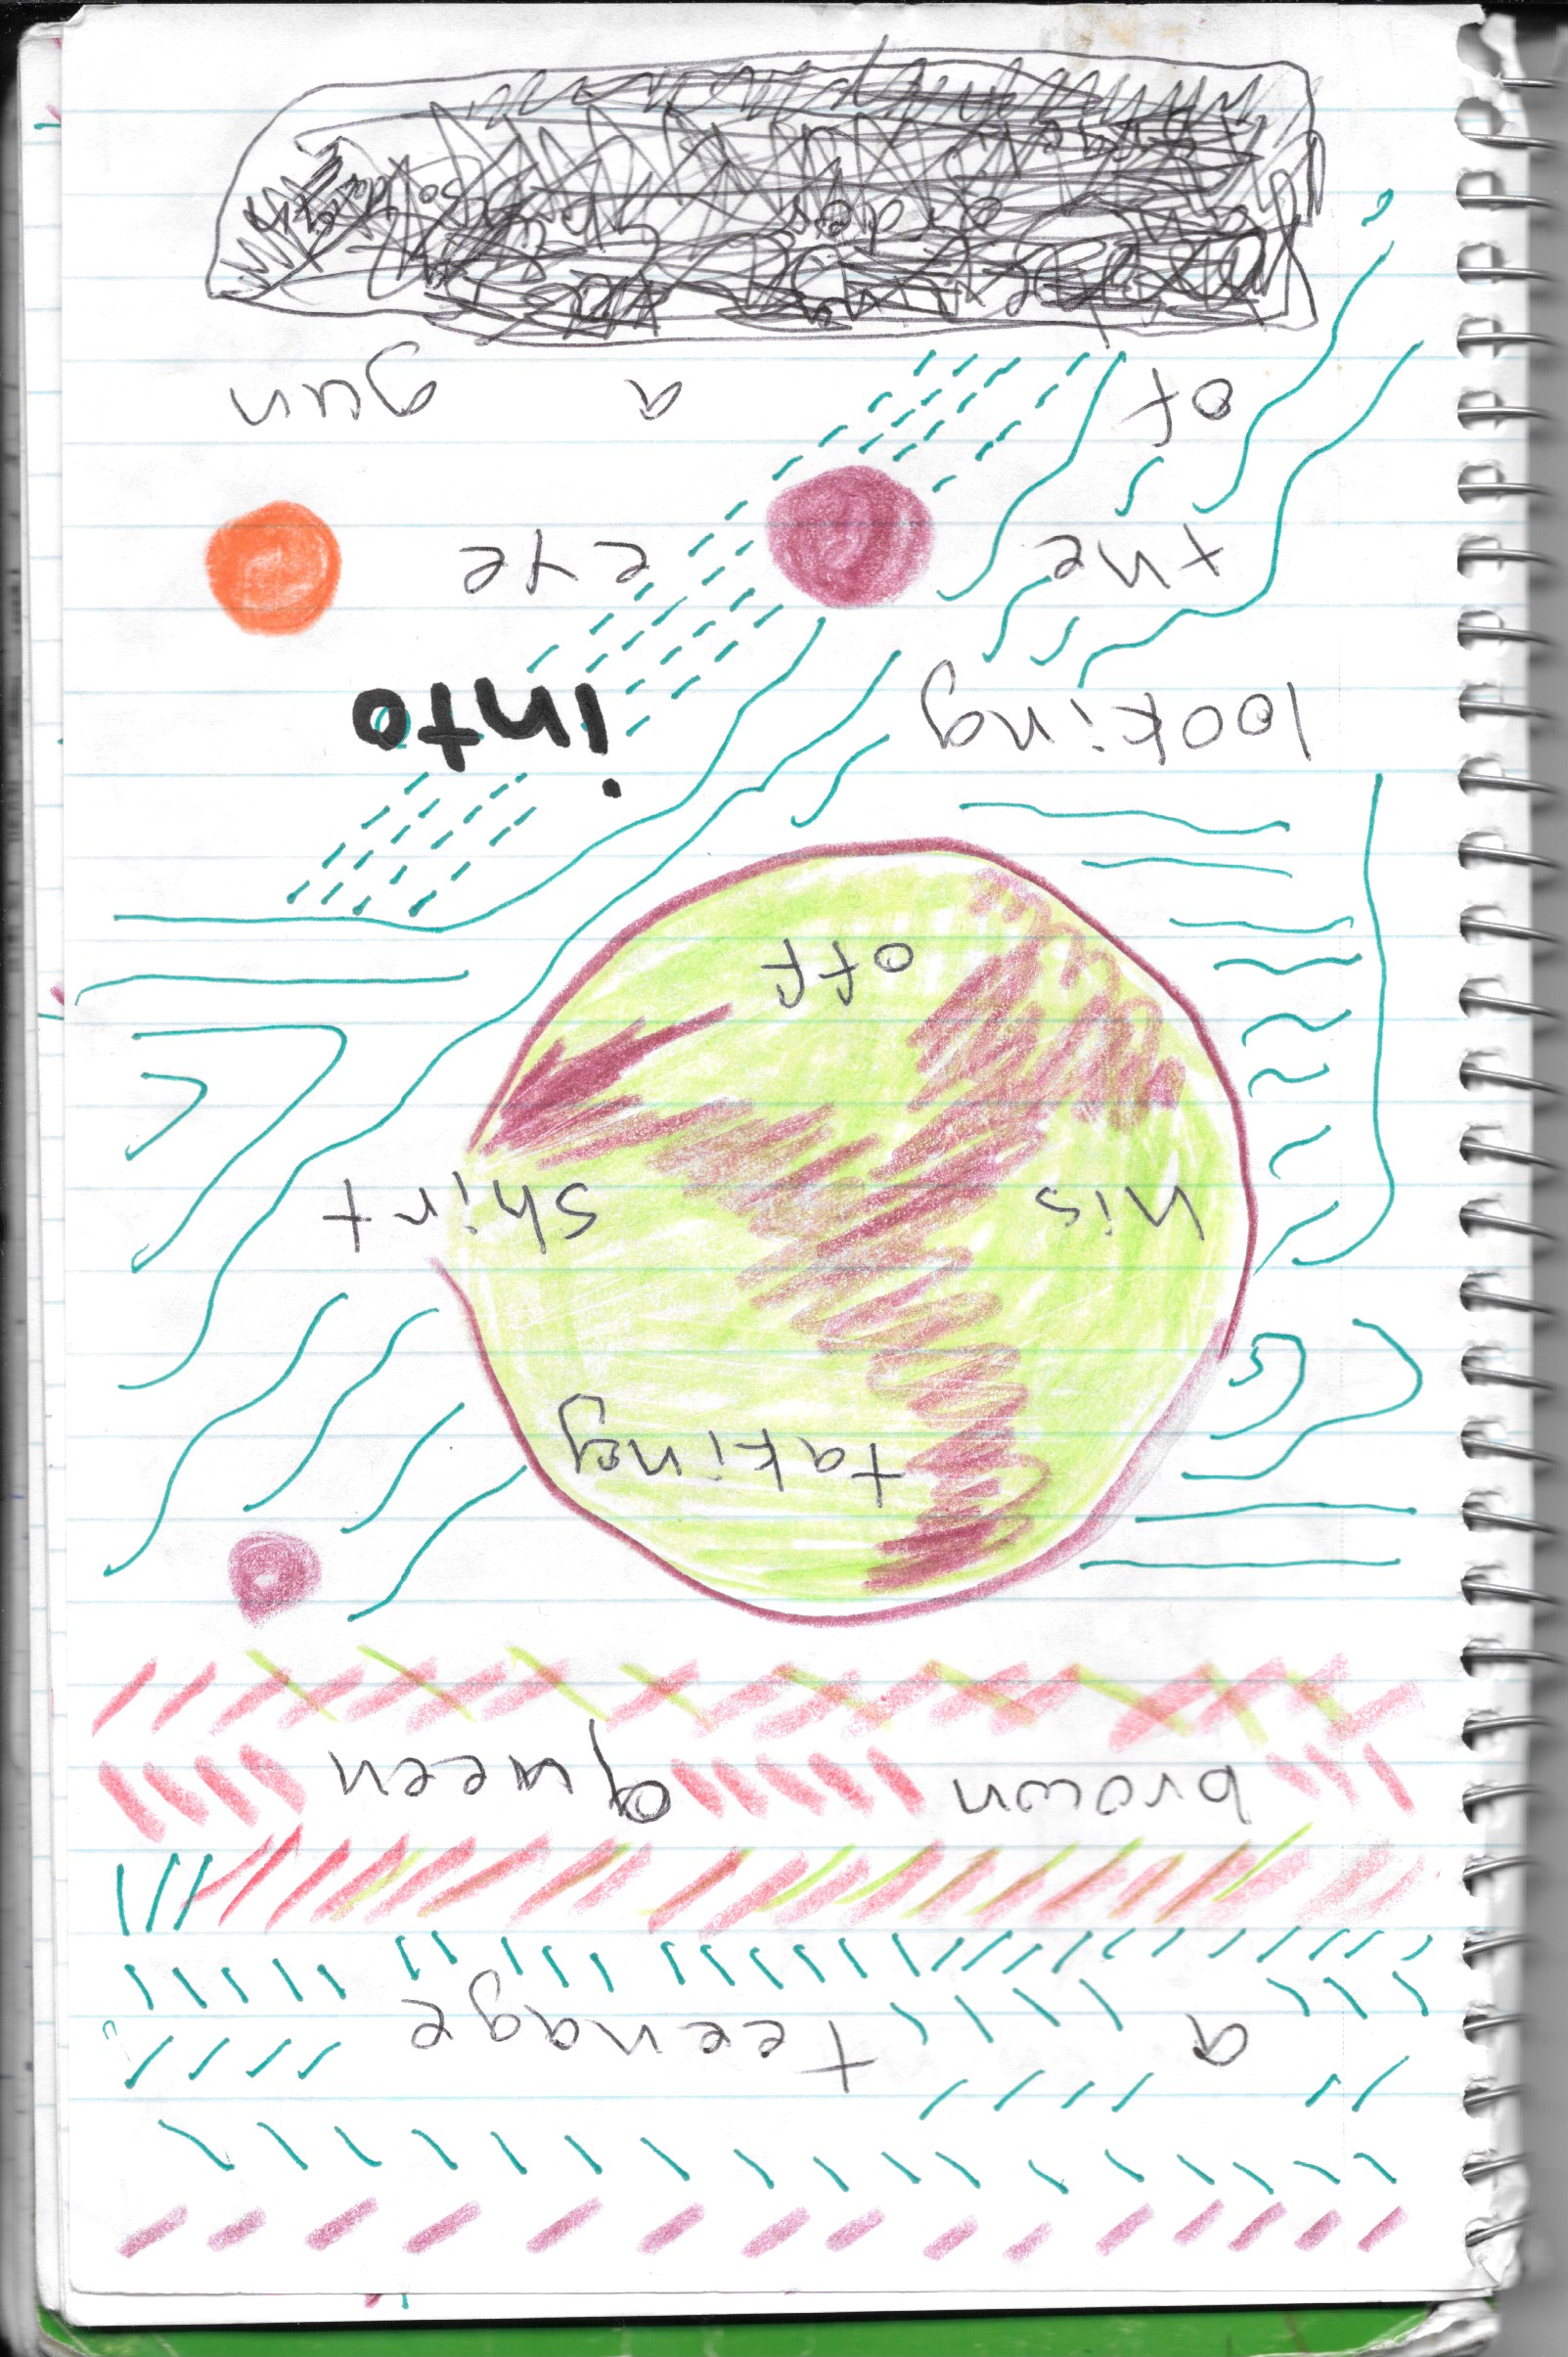 a teenage
brown queen
taking
his shirt
off
looking into
the eye
of a gun